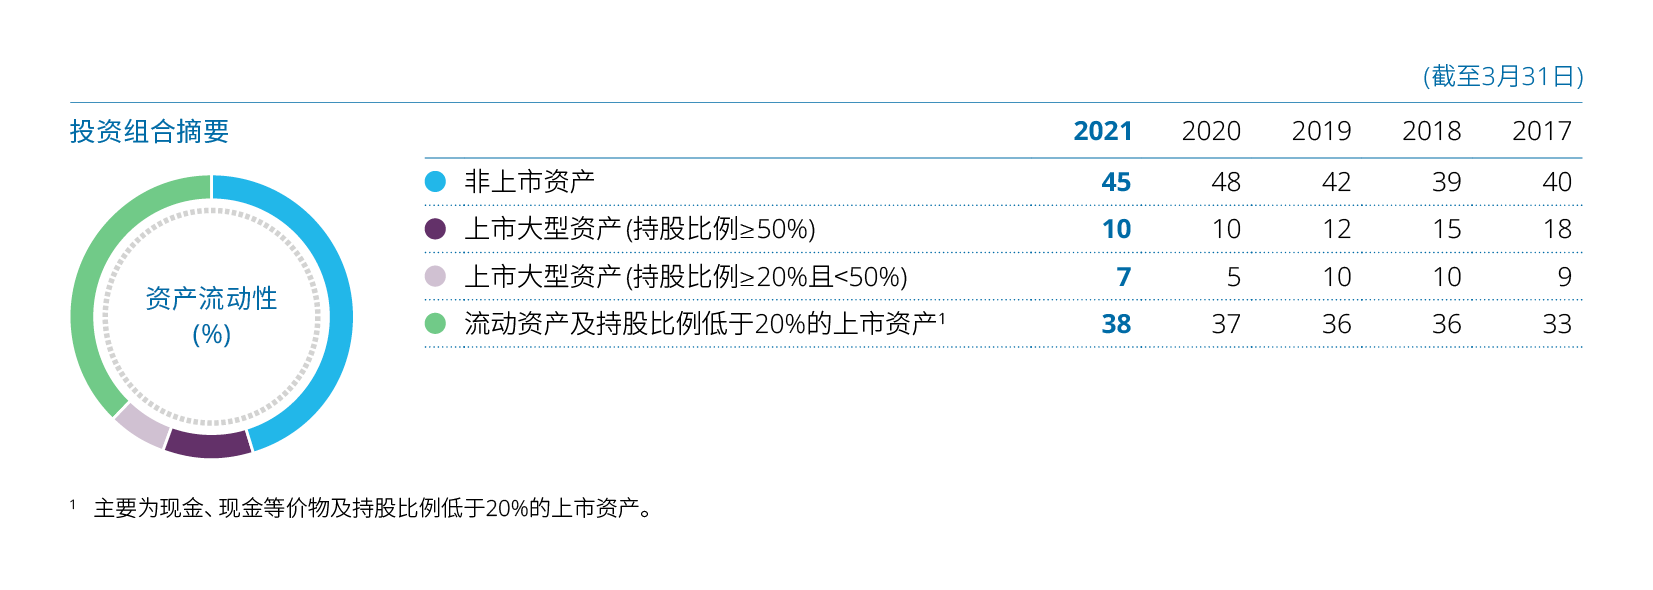 (截至3月31日)
投资组合摘要 2021 2020 2019 2018 2017
非上市资产 45 48 42 39 40
上市大型资产 (持股比例≥50%) 10 10 12 15 18
上市大型资产 (持股比例≥20%且<50%) 7 5 10 10 9
流动资产及持股比例低于20%的上市资产¹ 38 37 36 36 33
资产流动性
(%)
¹ 主要为现金、现金等价物及持股比例低于20%的上市资产。